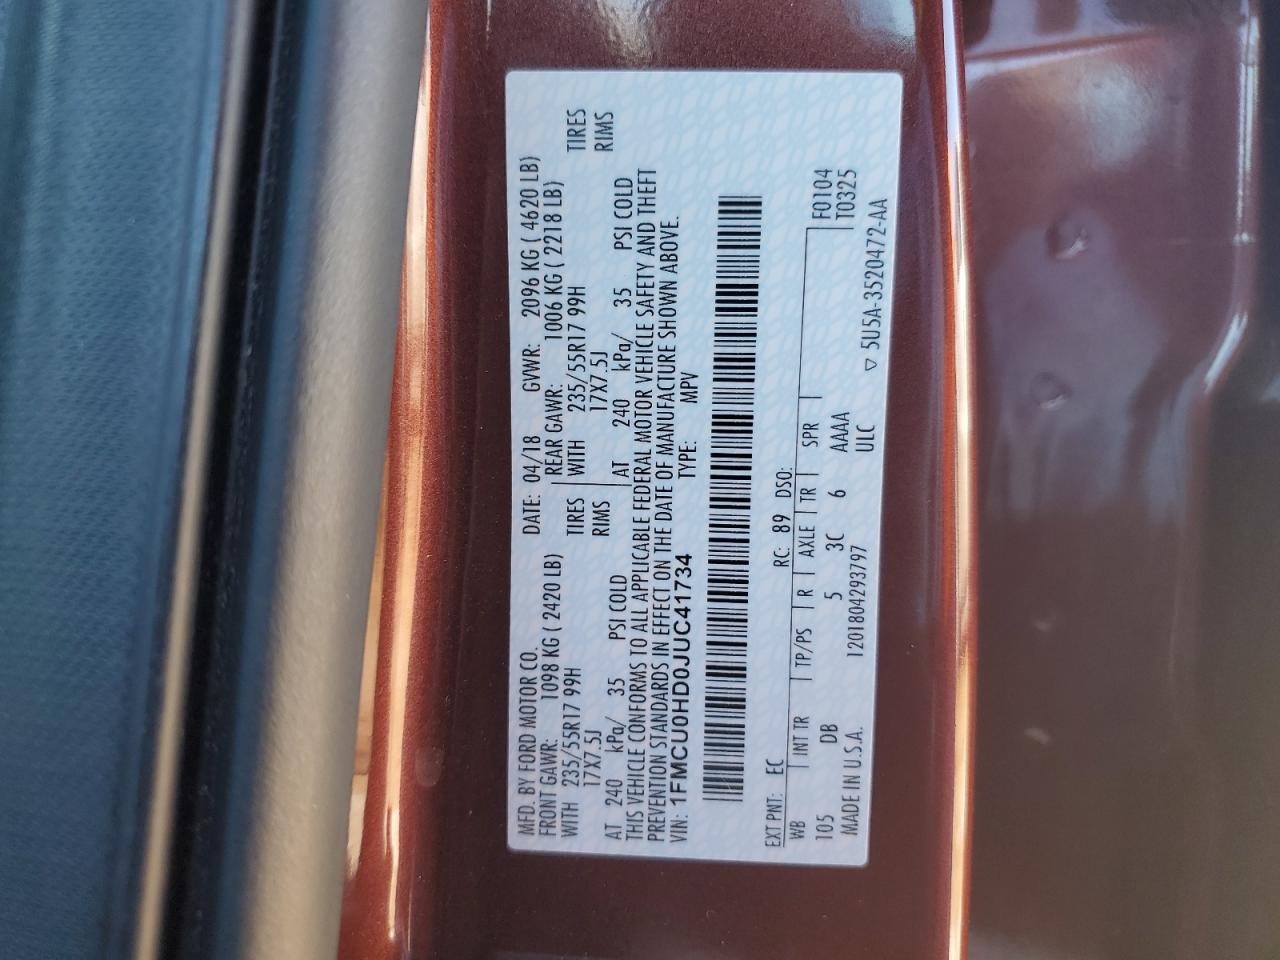 MFD. BY FORD MOTOR CO.
DATE: 04/18 GVWR: 2096 KG ( 4620 LB)
FRONT GAWR: 1098 KG ( 2420 LB) REAR GAWR: 1006 KG ( 2218 LB)
WITH 235/55R17 99H TIRES WITH 235/55R17 99H TIRES
17X7.5J RIMS 17X7.5J RIMS
AT 240 kPa/ 35 PSI COLD AT 240 kPa/ 35 PSI COLD
THIS VEHICLE CONFORMS TO ALL APPLICABLE FEDERAL MOTOR VEHICLE SAFETY AND THEFT
PREVENTION STANDARDS IN EFFECT ON THE DATE OF MANUFACTURE SHOWN ABOVE.
VIN: 1FMCU0HD0JUC41734 TYPE: MPV
EXT PNT: EC RC: 89 DSO:
WB INT TR TP/PS R AXLE TR SPR F0104
105 DB 5 3C 6 AAAA T0325
MADE IN U.S.A. 1201804293797 ULC ▽ 5U5A-3520472-AA